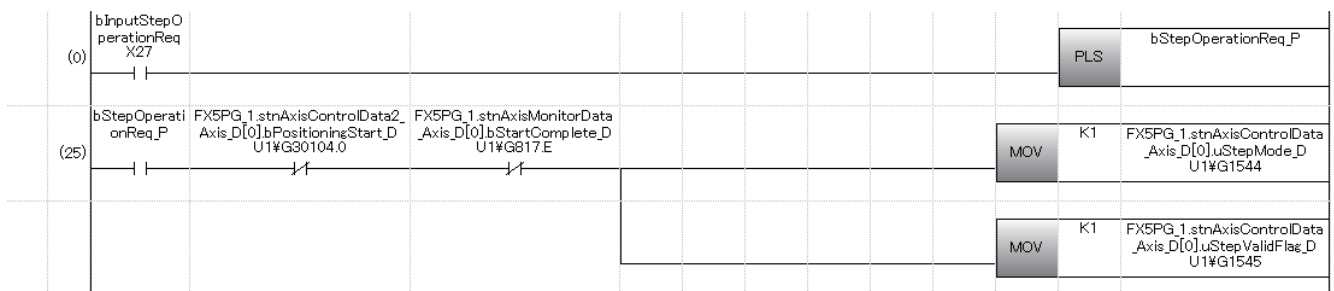 bInputStepO
perationReq
X27
(0)
PLS
bStepOperationReq_P
bStepOperati
onReq_P
FX5PG_1.stnAxisControlData2_
Axis_D[0].bPositioningStart_D
U1¥G30104.0
FX5PG_1.stnAxisMonitorData
_Axis_D[0].bStartComplete_D
U1¥G817.E
(25)
MOV
K1
FX5PG_1.stnAxisControlData
_Axis_D[0].uStepMode_D
U1¥G1544
MOV
K1
FX5PG_1.stnAxisControlData
_Axis_D[0].uStepValidFlag_D
U1¥G1545